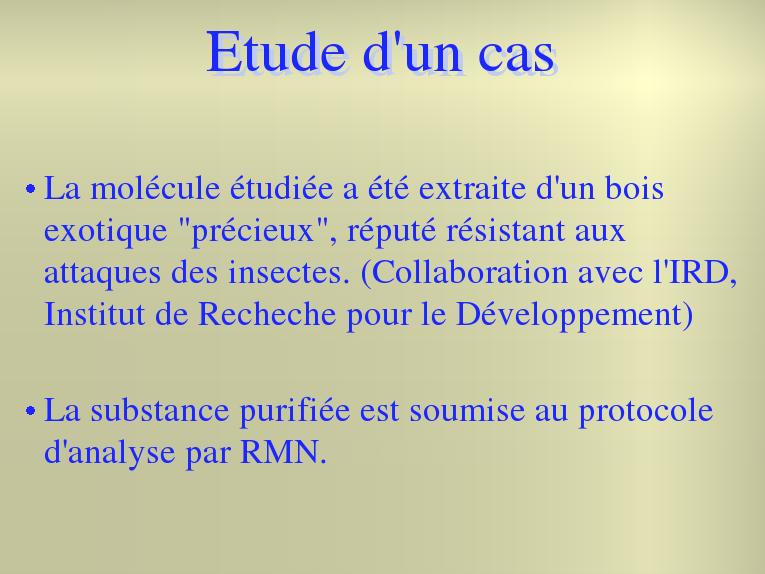 Etude d'un cas
• La molécule étudiée a été extraite d'un bois
exotique "précieux", réputé résistant aux
attaques des insectes. (Collaboration avec l'IRD,
Institut de Recheche pour le Développement)
• La substance purifiée est soumise au protocole
d'analyse par RMN.